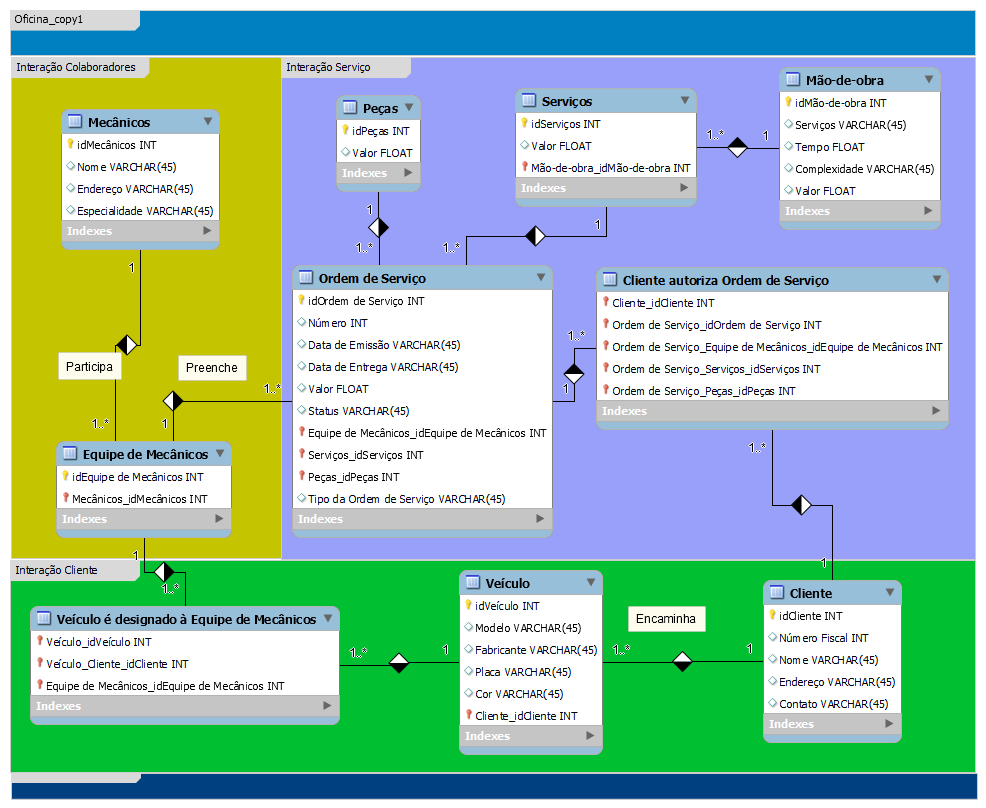 Oficina_copy1
Interação Colaboradores
Interação Serviço
Mecânicos
idMecânicos INT
Nome VARCHAR(45)
Endereço VARCHAR(45)
Especialidade VARCHAR(45)
Indexes
Peças
idPeças INT
Valor FLOAT
Indexes
Serviços
idServiços INT
Valor FLOAT
Mão-de-obra_idMão-de-obra INT
Indexes
1..*
1
Mão-de-obra
idMão-de-obra INT
Serviços VARCHAR(45)
Tempo FLOAT
Complexidade VARCHAR(45)
Valor FLOAT
Indexes
1
1..*
1
1..*
1
Participa
1..*
Preenche
1..*
1
Ordem de Serviço
idOrdem de Serviço INT
Número INT
Data de Emissão VARCHAR(45)
Data de Entrega VARCHAR(45)
Valor FLOAT
Status VARCHAR(45)
Equipe de Mecânicos_idEquipe de Mecânicos INT
Serviços_idServiços INT
Peças_idPeças INT
Tipo da Ordem de Serviço VARCHAR(45)
Indexes
1..*
1
Cliente autoriza Ordem de Serviço
Cliente_idCliente INT
Ordem de Serviço_idOrdem de Serviço INT
Ordem de Serviço_Equipe de Mecânicos_idEquipe de Mecânicos INT
Ordem de Serviço_Serviços_idServiços INT
Ordem de Serviço_Peças_idPeças INT
Indexes
1..*
1
Equipe de Mecânicos
idEquipe de Mecânicos INT
Mecânicos_idMecânicos INT
Indexes
1
1..*
Interação Cliente
Veículo é designado à Equipe de Mecânicos
Veículo_idVeículo INT
Veículo_Cliente_idCliente INT
Equipe de Mecânicos_idEquipe de Mecânicos INT
Indexes
1..*
1
Veículo
idVeículo INT
Modelo VARCHAR(45)
Fabricante VARCHAR(45)
Placa VARCHAR(45)
Cor VARCHAR(45)
Cliente_idCliente INT
Indexes
Encaminha
1..*
1
Cliente
idCliente INT
Número Fiscal INT
Nome VARCHAR(45)
Endereço VARCHAR(45)
Contato VARCHAR(45)
Indexes